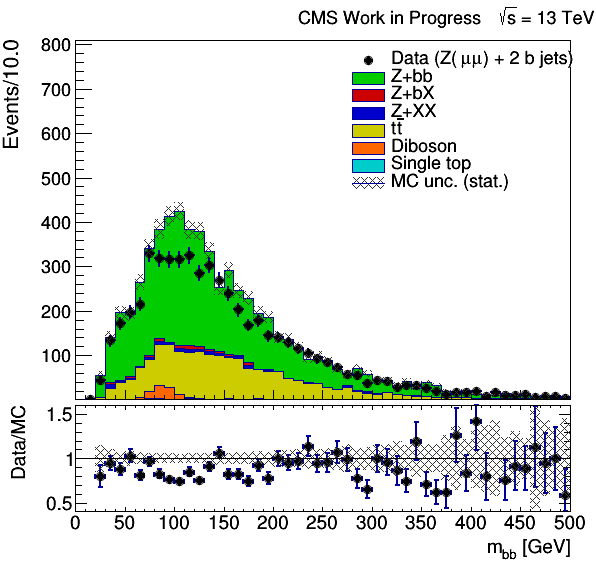 CMS Work in Progress √s = 13 TeV
Events/10.0
800
700
600
500
400
300
200
100
Data (Z(μμ) + 2 b jets)
Z+bb
Z+bX
Z+XX
tt̄
Diboson
Single top
MC unc. (stat.)
Data/MC
1.5
1
0.5
0 50 100 150 200 250 300 350 400 450 500
m_bb [GeV]